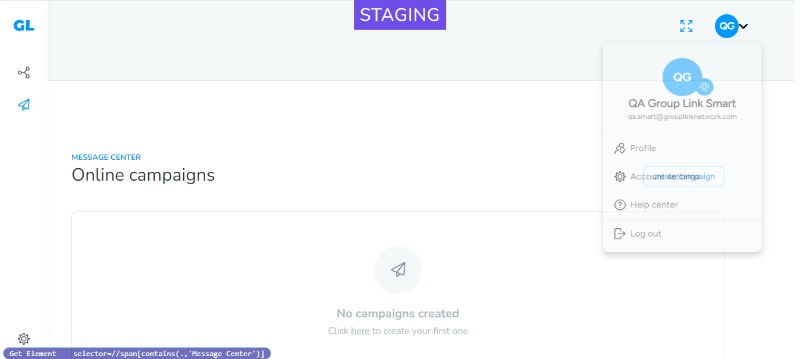 STAGING
GL
QG
QG
QA Group Link Smart
qa.smart@grouplinknetwork.com
Profile
MESSAGE CENTER
Online campaigns
Account settings
Create campaign
Help center
Log out
No campaigns created
Click here to create your first one
Get Element selector=//span[contains(.,'Message Center')]